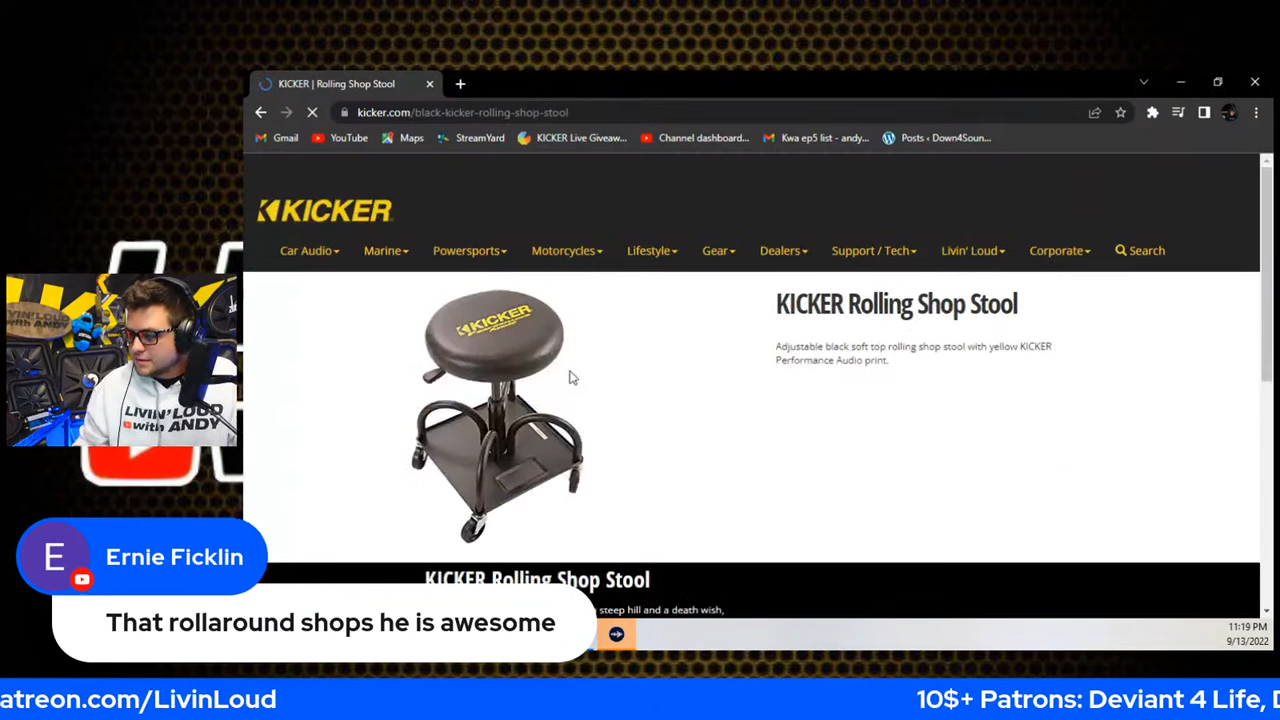 KICKER | Rolling Shop Stool
kicker.com/black-kicker-rolling-shop-stool
Gmail YouTube Maps StreamYard KICKER Live Giveaw... Channel dashboard... Kwa ep5 list - andy... Posts ‹ Down4Soun...
KICKER
Car Audio Marine Powersports Motorcycles Lifestyle Gear Dealers Support / Tech Livin' Loud Corporate Search
KICKER
KICKER Rolling Shop Stool
Adjustable black soft top rolling shop stool with yellow KICKER
Performance Audio print.
LIVIN' LOUD
with ANDY
LIVIN' LOUD
with ANDY
KICKER Rolling Shop Stool
steep hill and a death wish,
E Ernie Ficklin
That rollaround shops he is awesome
11:19 PM
9/13/2022
atreon.com/LivinLoud
10$+ Patrons: Deviant 4 Life, D